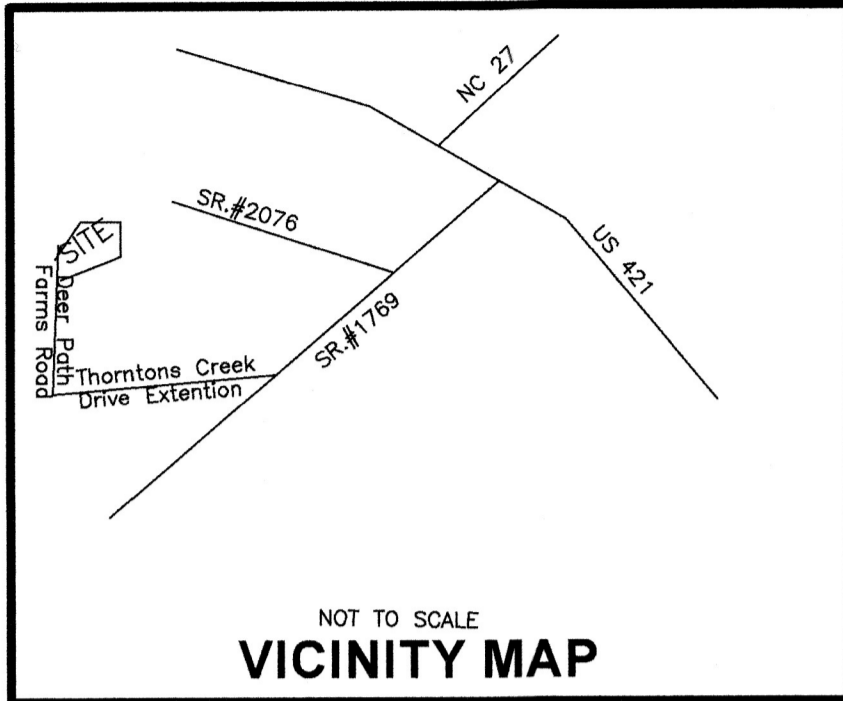 NC 27
SR.#2076
US 421
SITE
SR.#1769
Deer Path
Farms Road
Thorntons Creek
Drive Extention
NOT TO SCALE
VICINITY MAP